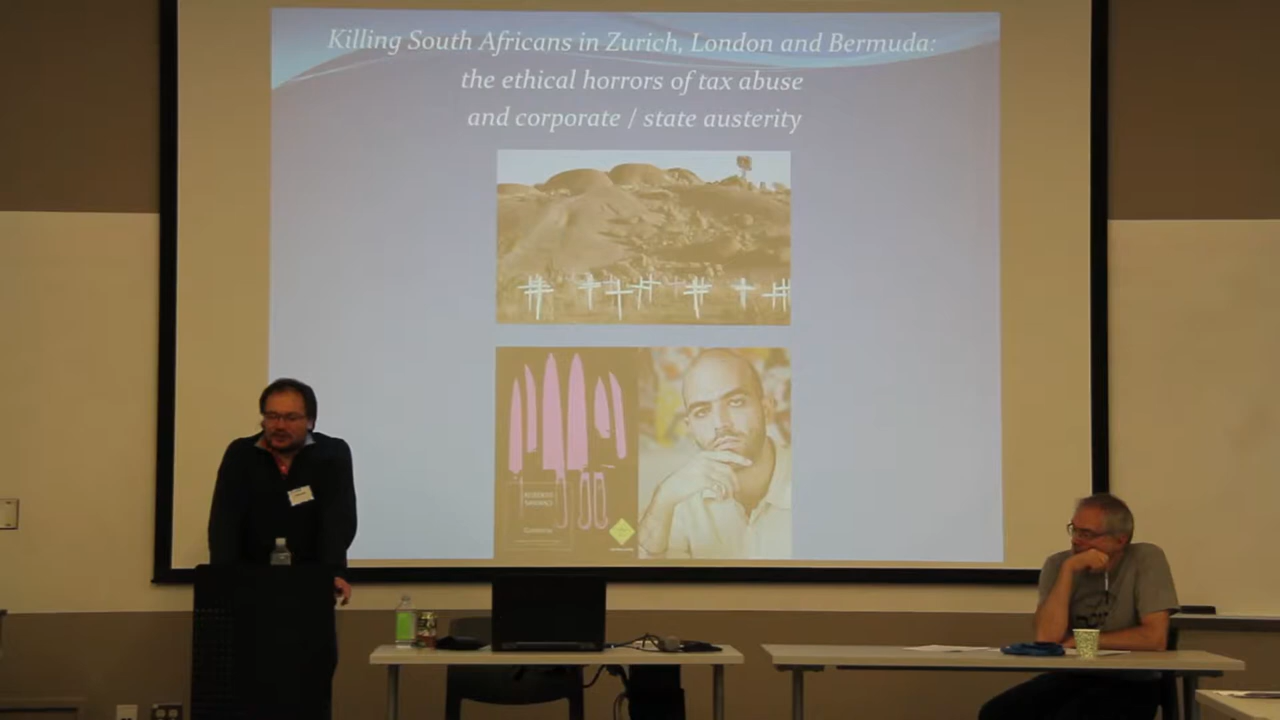 Killing South Africans in Zurich, London and Bermuda:
the ethical horrors of tax abuse
and corporate / state austerity
ROBERTO
SAVIANO
Gomorra